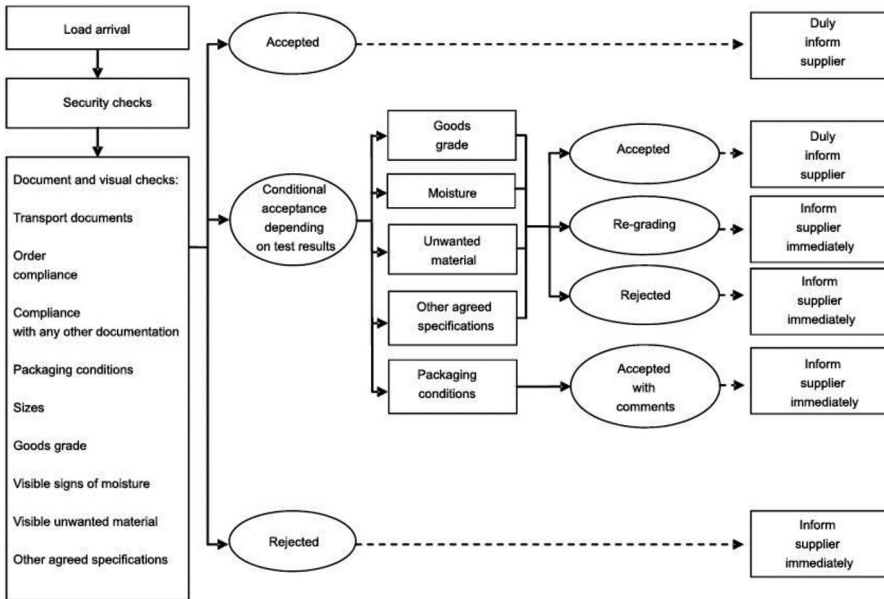 Load arrival
Security checks
Document and visual checks:
Transport documents
Order
compliance
Compliance
with any other documentation
Packaging conditions
Sizes
Goods grade
Visible signs of moisture
Visible unwanted material
Other agreed specifications
Accepted
Duly
inform
supplier
Conditional
acceptance
depending
on test results
Goods
grade
Moisture
Unwanted
material
Other agreed
specifications
Packaging
conditions
Accepted
Duly
inform
supplier
Re-grading
Inform
supplier
immediately
Rejected
Inform
supplier
immediately
Accepted
with
comments
Inform
supplier
immediately
Rejected
Inform
supplier
immediately